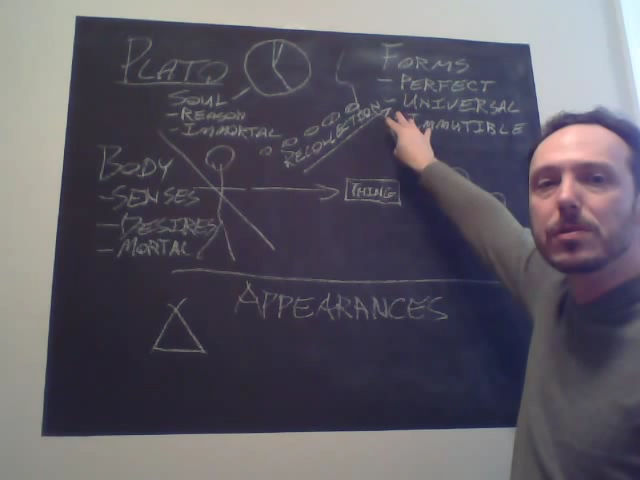 PLATO
SOUL
- REASON
- IMMORTAL
RECOLLECTION
FORMS
- PERFECT
- UNIVERSAL
IMMUTIBLE
BODY
- SENSES
- DESIRES
- MORTAL
THING
APPEARANCES